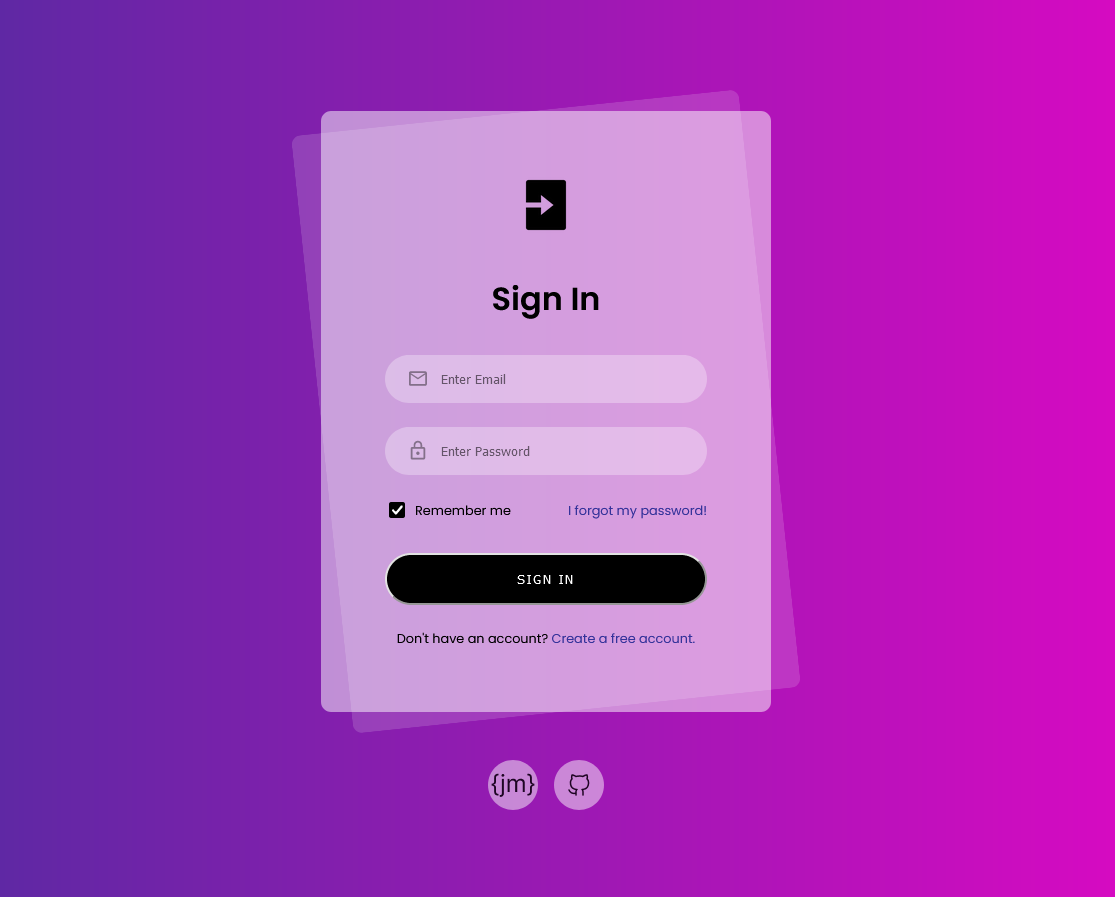 Sign In
Enter Email
Enter Password
Remember me I forgot my password!
SIGN IN
Don't have an account? Create a free account.
{jm}